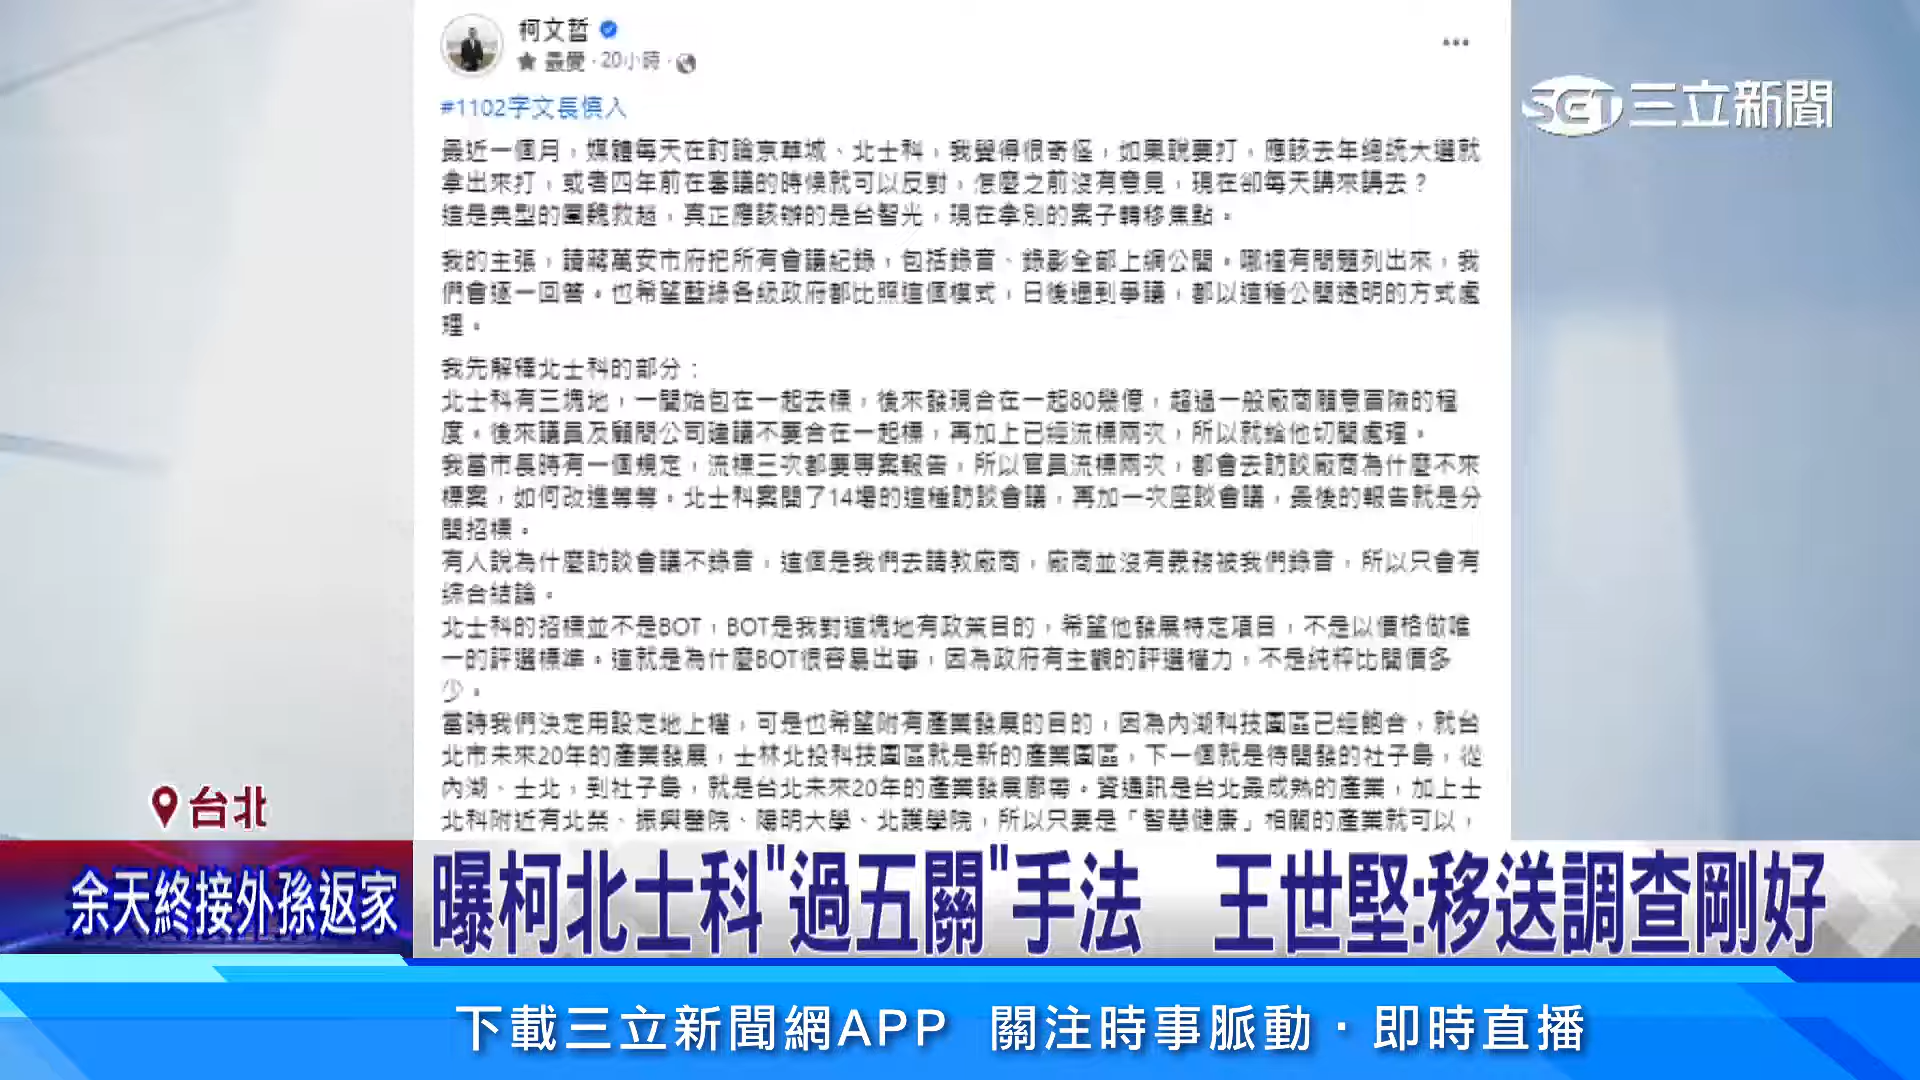 柯文哲
最愛·20小時·
#1102字文長慎入
最近一個月，媒體每天在討論京華城、北士科，我覺得很奇怪，如果說要打，應該去年總統大選就
拿出來打，或者四年前在審議的時候就可以反對，怎麼之前沒有意見，現在卻每天講來講去？
這是典型的圍魏救趙，真正應該辦的是台智光，現在拿別的案子轉移焦點。
我的主張，請蔣萬安市府把所有會議紀錄，包括錄音、錄影全部上網公開。哪裡有問題列出來，我
們會逐一回答。也希望藍綠各級政府都比照這個模式，日後遇到爭議，都以這種公開透明的方式處
理。
我先解釋北士科的部分：
北士科有三塊地，一開始包在一起去標，後來發現合在一起80幾億，超過一般廠商願意冒險的程
度。後來議員及顧問公司建議不要合在一起標，再加上已經流標兩次，所以就給他切開處理。
我當市長時有一個規定，流標三次都要專案報告，所以官員流標兩次，都會去訪談廠商為什麼不來
標案，如何改進等等。北士科案開了14場的這種訪談會議，再加一次座談會議，最後的報告就是分
開招標。
有人說為什麼訪談會議不錄音，這個是我們去請教廠商，廠商並沒有義務被我們錄音，所以只會有
綜合結論。
北士科的招標並不是BOT，BOT是我對這塊地有政策目的，希望他發展特定項目，不是以價格做唯
一的評選標準。這就是為什麼BOT很容易出事，因為政府有主觀的評選權力，不是純粹比開價多
少。
當時我們決定用設定地上權，可是也希望附有產業發展的目的，因為內湖科技園區已經飽合，就台
北市未來20年的產業發展，士林北投科技園區就是新的產業園區，下一個就是待開發的社子島，從
內湖、士北，到社子島，就是台北未來20年的產業發展廊帶。資通訊是台北最成熟的產業，加上士
北科附近有北榮、振興醫院、陽明大學、北護學院，所以只要是「智慧健康」相關的產業就可以，
SET三立新聞
台北
余天終接外孫返家
曝柯北士科"過五關"手法 王世堅:移送調查剛好
下載三立新聞網APP 關注時事脈動·即時直播